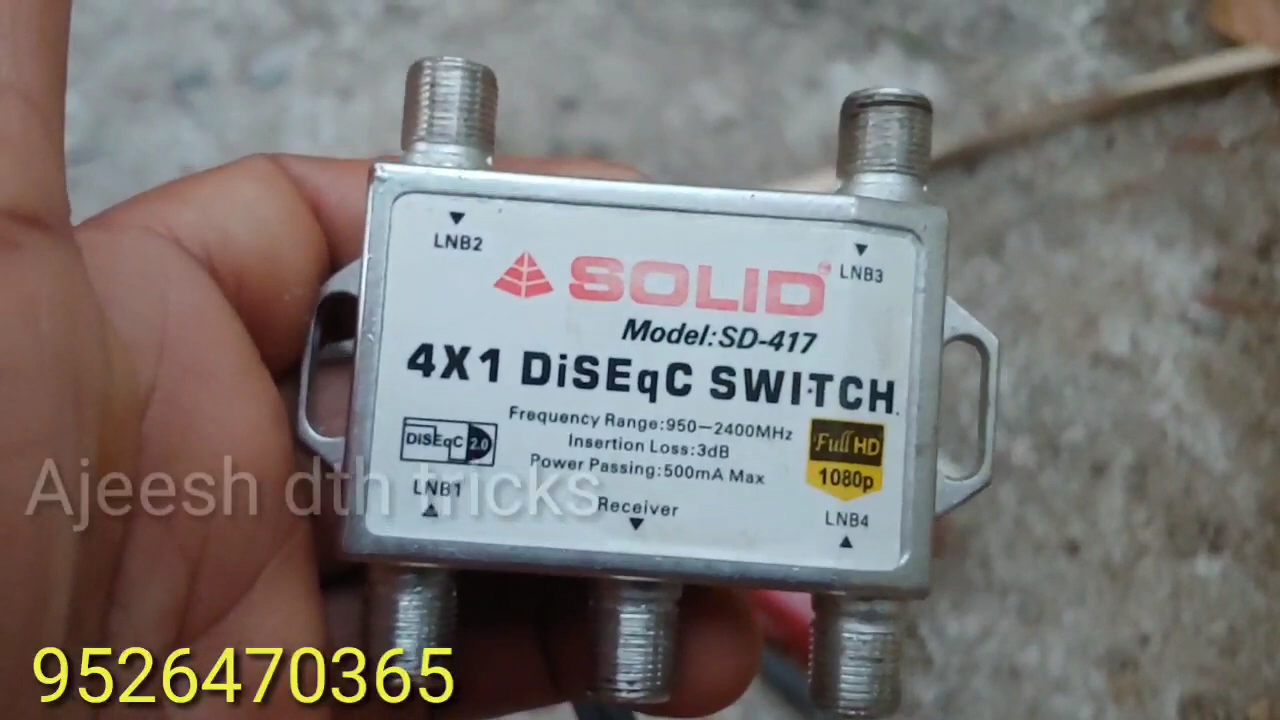 LNB2
LNB3
SOLID
Model:SD-417
4X1 DiSEqC SWITCH
Frequency Range:950-2400MHz
Insertion Loss:3dB
Power Passing:500mA Max
DiSEqC 2.0
Full HD
1080p
LNB1
Receiver
LNB4
Ajeesh dth tricks
9526470365